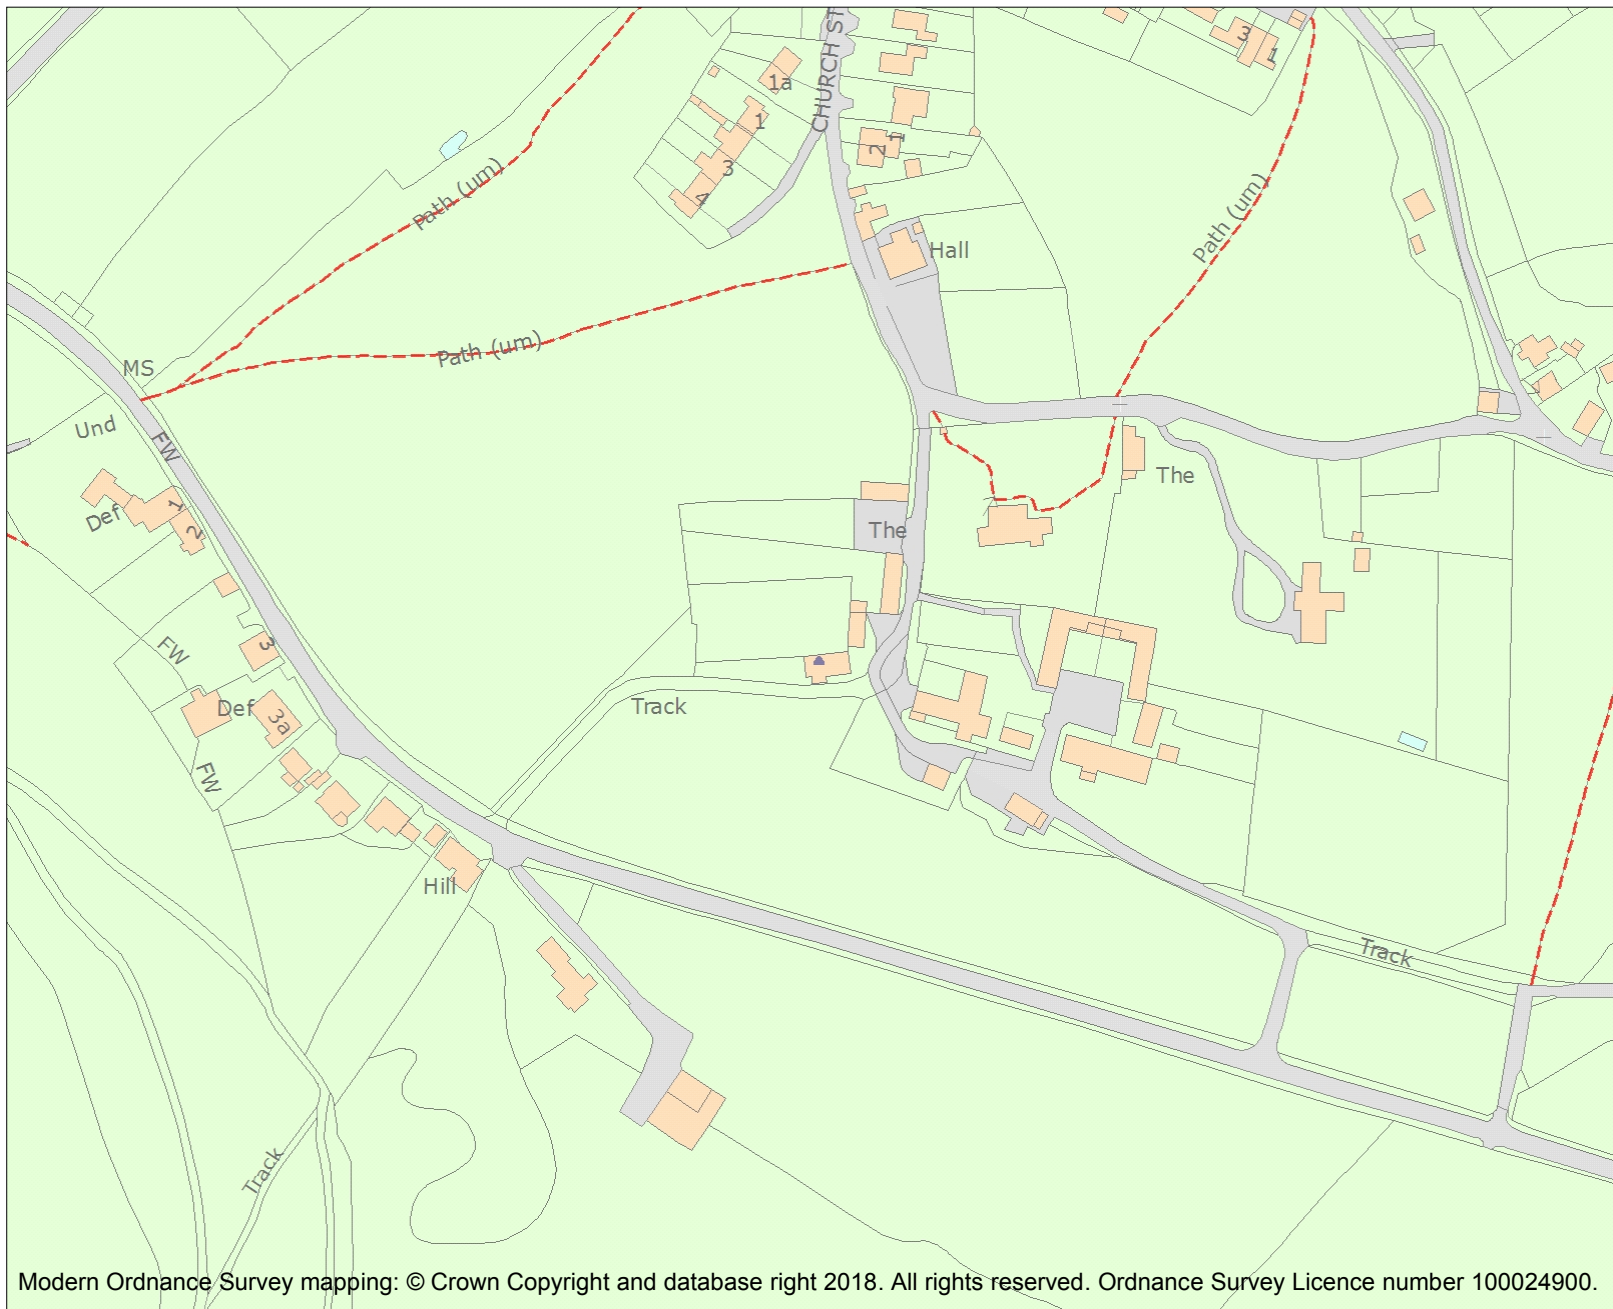 CHURCH ST
3
1
1a
1
3
4
1
2
Path (um)
Path (um)
Hall
Path (um)
MS
Und
FW
The
Def
1
2
The
FW
3
Track
Def
3a
FW
Hill
Track
Track
Modern Ordnance Survey mapping: © Crown Copyright and database right 2018. All rights reserved. Ordnance Survey Licence number 100024900.